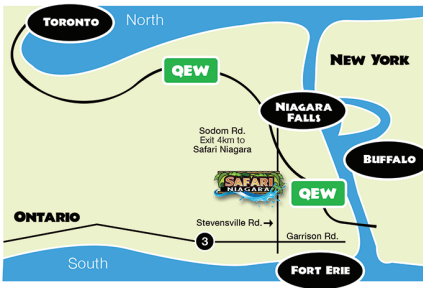 TORONTO
North
NEW YORK
QEW
NIAGARA
FALLS
Sodom Rd.
Exit 4km to
Safari Niagara
BUFFALO
SAFARI
NIAGARA
QEW
ONTARIO
Stevensville Rd.→
3
Garrison Rd.
South
FORT ERIE